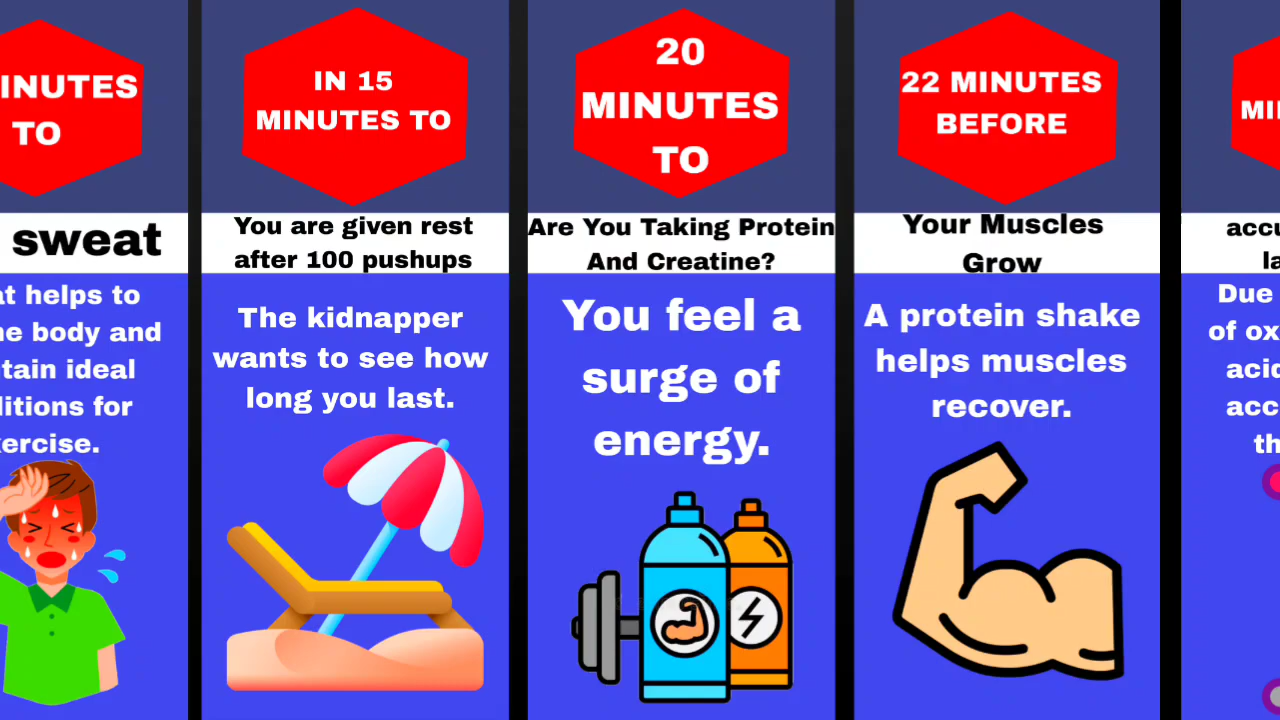 INUTES
TO
sweat
at helps to
ne body and
tain ideal
litions for
xercise.
IN 15
MINUTES TO
You are given rest
after 100 pushups
The kidnapper
wants to see how
long you last.
20
MINUTES
TO
Are You Taking Protein
And Creatine?
You feel a
surge of
energy.
22 MINUTES
BEFORE
Your Muscles
Grow
A protein shake
helps muscles
recover.
MI
accu
la
Due
of ox
acid
acc
th